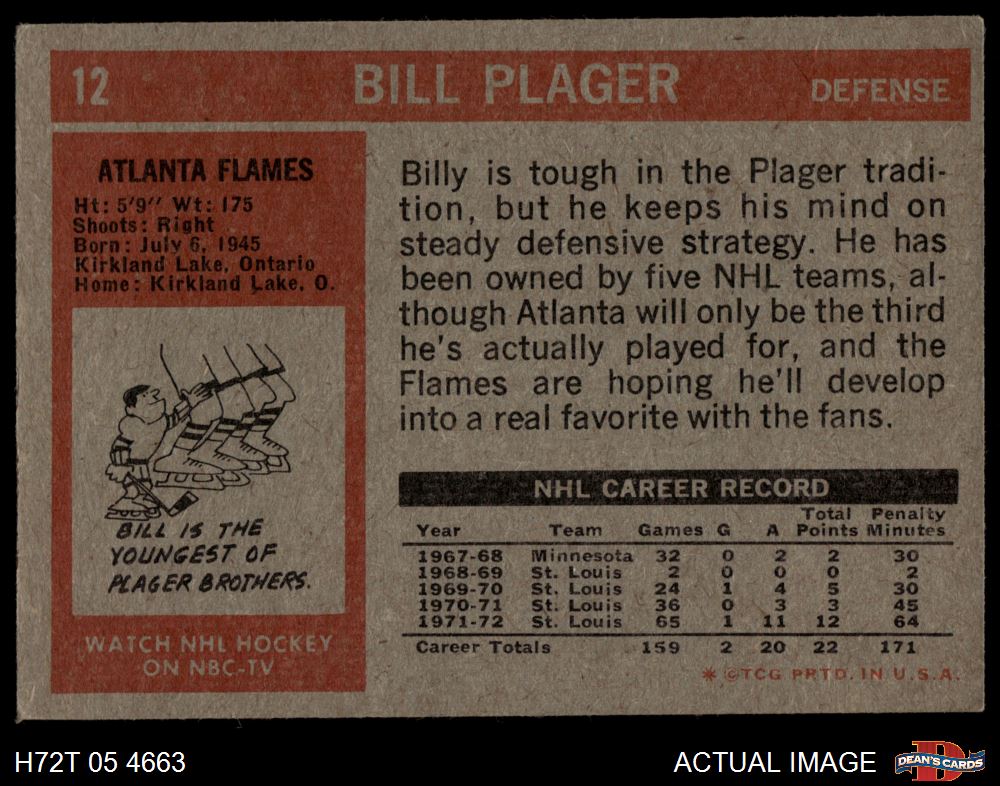 12 BILL PLAGER DEFENSE
ATLANTA FLAMES
Ht: 5'9'' Wt: 175
Shoots: Right
Born: July 6, 1945
Kirkland Lake, Ontario
Home: Kirkland Lake, O.
BILL IS THE
YOUNGEST OF
PLAGER BROTHERS.
WATCH NHL HOCKEY
ON NBC-TV
Billy is tough in the Plager tradi-
tion, but he keeps his mind on
steady defensive strategy. He has
been owned by five NHL teams, al-
though Atlanta will only be the third
he's actually played for, and the
Flames are hoping he'll develop
into a real favorite with the fans.
NHL CAREER RECORD
Year Team Games G A Total Points Penalty Minutes
1967-68 Minnesota 32 0 2 2 30
1968-69 St. Louis 2 0 0 0 2
1969-70 St. Louis 24 1 4 5 30
1970-71 St. Louis 36 0 3 3 45
1971-72 St. Louis 65 1 11 12 64
Career Totals 159 2 20 22 171
* ©TCG PRTD. IN U.S.A.
H72T 05 4663 ACTUAL IMAGE DEAN'S CARDS